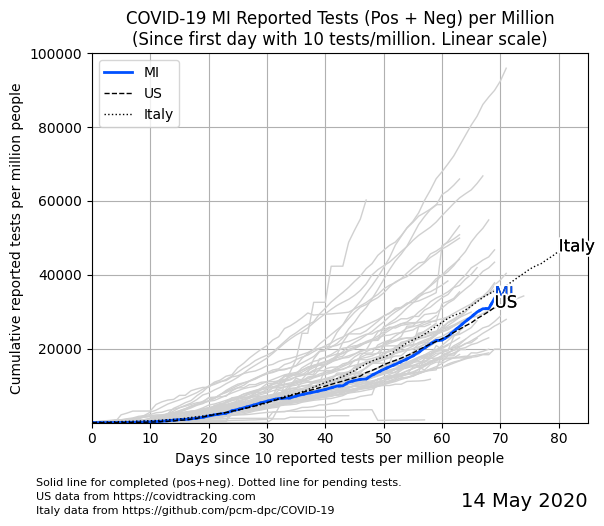 COVID-19 MI Reported Tests (Pos + Neg) per Million
(Since first day with 10 tests/million. Linear scale)
Cumulative reported tests per million people
100000
80000
60000
40000
20000
MI
US
Italy
Italy
MI
US
0 10 20 30 40 50 60 70 80
Days since 10 reported tests per million people
Solid line for completed (pos+neg). Dotted line for pending tests.
US data from https://covidtracking.com
Italy data from https://github.com/pcm-dpc/COVID-19
14 May 2020